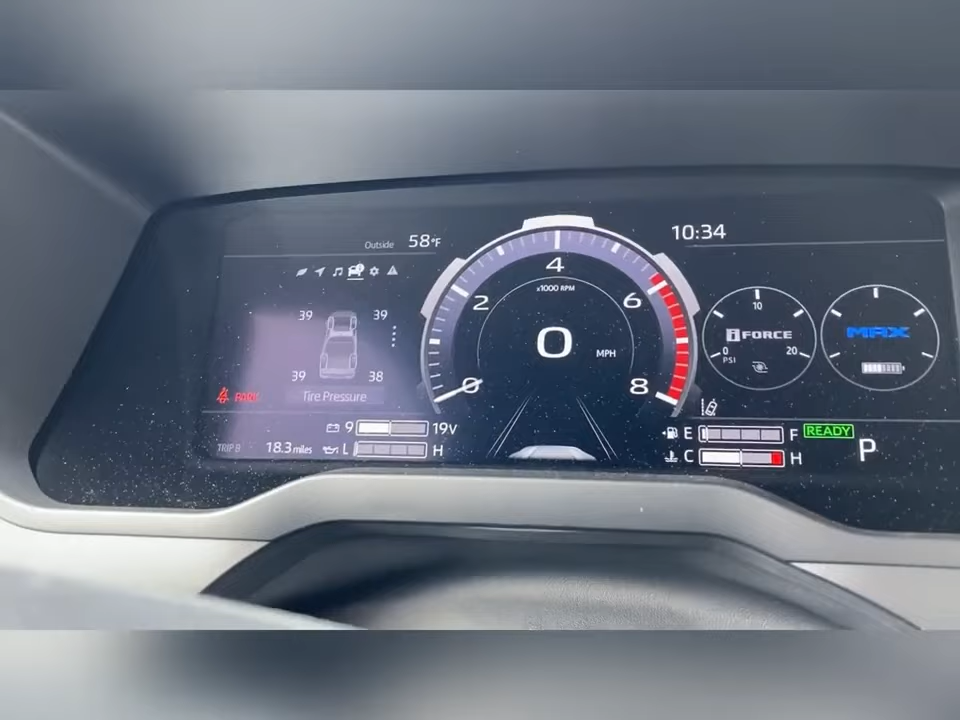 Outside 58°F
10:34
4
x1000 RPM
2
6
0
MPH
0
8
39 39
39 38
Tire Pressure
10
iFORCE
0
PSI
20
MAX
9 19V
TRIP B 18.3 miles
L H
E F
C H
READY
P